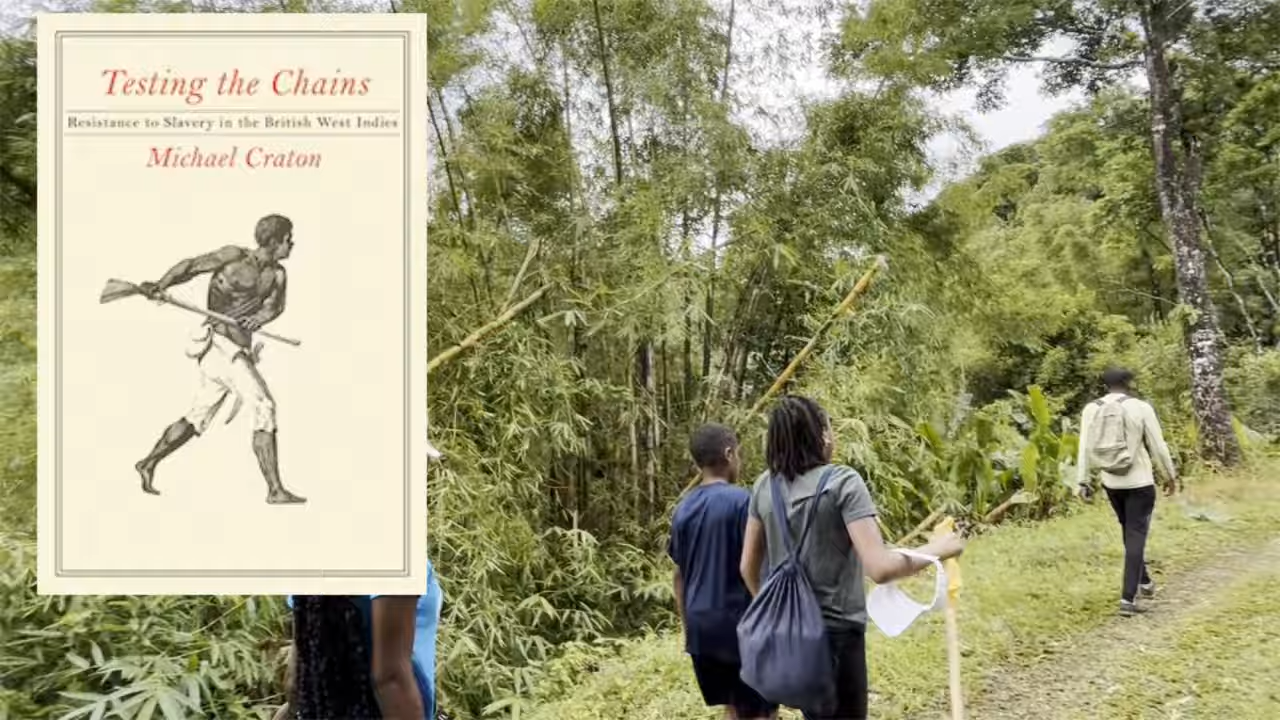 Testing the Chains
Resistance to Slavery in the British West Indies
Michael Craton